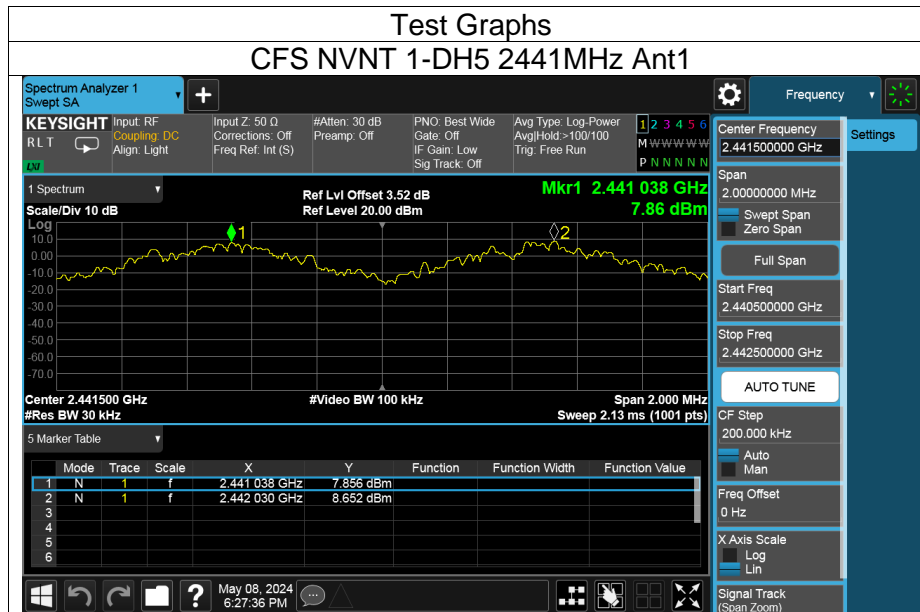 Test Graphs
CFS NVNT 1-DH5 2441MHz Ant1
Spectrum Analyzer 1
Swept SA
+
Frequency
Settings
KEYSIGHT
RLT
LXI
Input: RF
Coupling: DC
Align: Light
Input Z: 50 Ω
Corrections: Off
Freq Ref: Int (S)
#Atten: 30 dB
Preamp: Off
PNO: Best Wide
Gate: Off
IF Gain: Low
Sig Track: Off
Avg Type: Log-Power
Avg|Hold:>100/100
Trig: Free Run
1 2 3 4 5 6
M W W W W W
P N N N N N
1 Spectrum
Scale/Div 10 dB
Ref Lvl Offset 3.52 dB
Ref Level 20.00 dBm
Mkr1 2.441 038 GHz
7.86 dBm
Log
10.0
0.00
-10.0
-20.0
-30.0
-40.0
-50.0
-60.0
-70.0
1
2
Center 2.441500 GHz
#Res BW 30 kHz
#Video BW 100 kHz
Span 2.000 MHz
Sweep 2.13 ms (1001 pts)
5 Marker Table
Mode Trace Scale X Y Function Function Width Function Value
1 N 1 f 2.441 038 GHz 7.856 dBm
2 N 1 f 2.442 030 GHz 8.652 dBm
3
4
5
6
Center Frequency
2.441500000 GHz
Span
2.00000000 MHz
Swept Span
Zero Span
Full Span
Start Freq
2.440500000 GHz
Stop Freq
2.442500000 GHz
AUTO TUNE
CF Step
200.000 kHz
Auto
Man
Freq Offset
0 Hz
X Axis Scale
Log
Lin
Signal Track
(Span Zoom)
?
May 08, 2024
6:27:36 PM